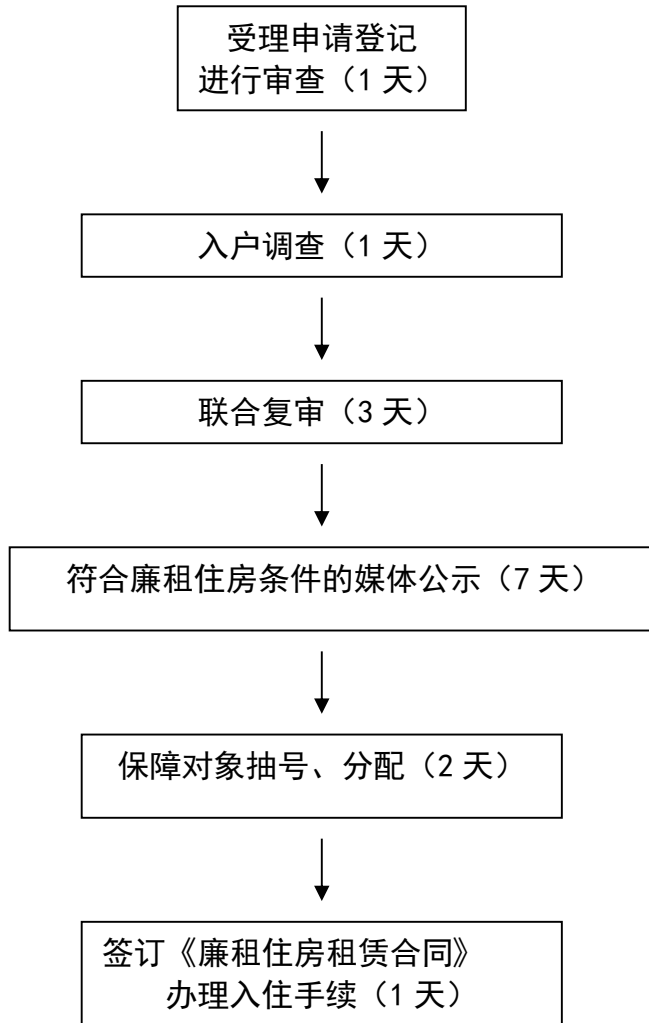 受理申请登记
进行审查（1 天）
入户调查（1 天）
联合复审（3 天）
符合廉租住房条件的媒体公示（7 天）
保障对象抽号、分配（2 天）
签订《廉租住房租赁合同》
办理入住手续（1 天）